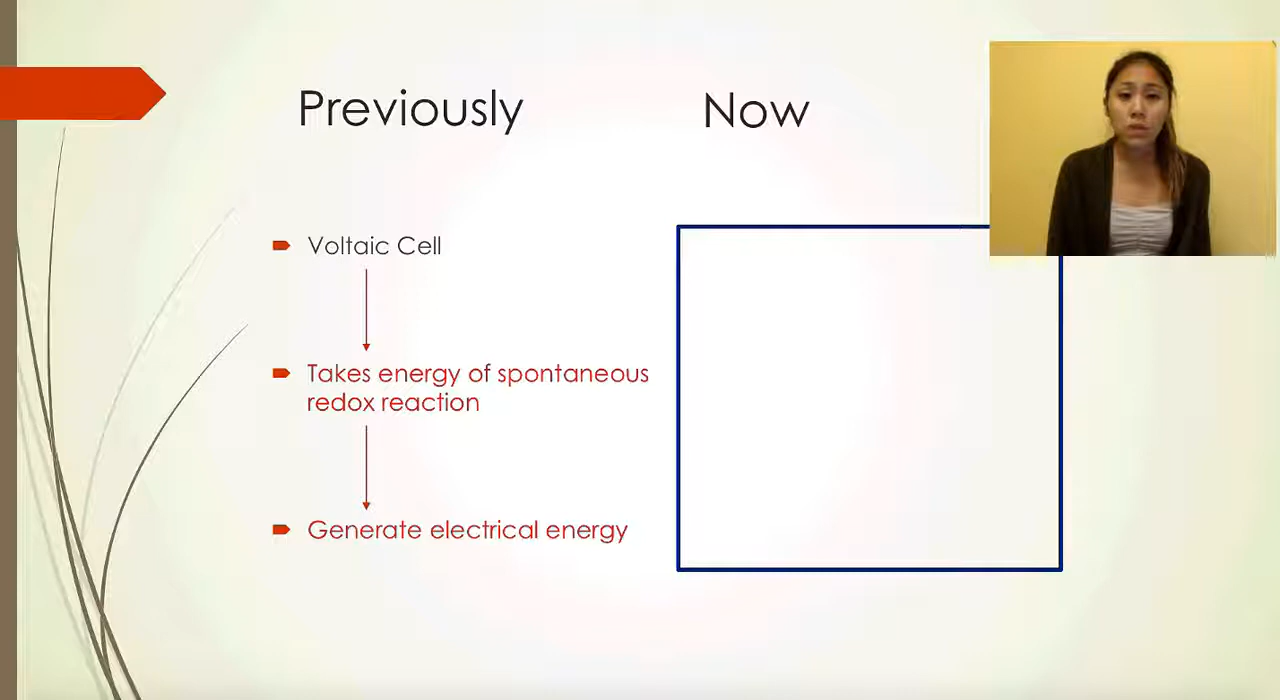 Previously
Now
Voltaic Cell
Takes energy of spontaneous
redox reaction
Generate electrical energy